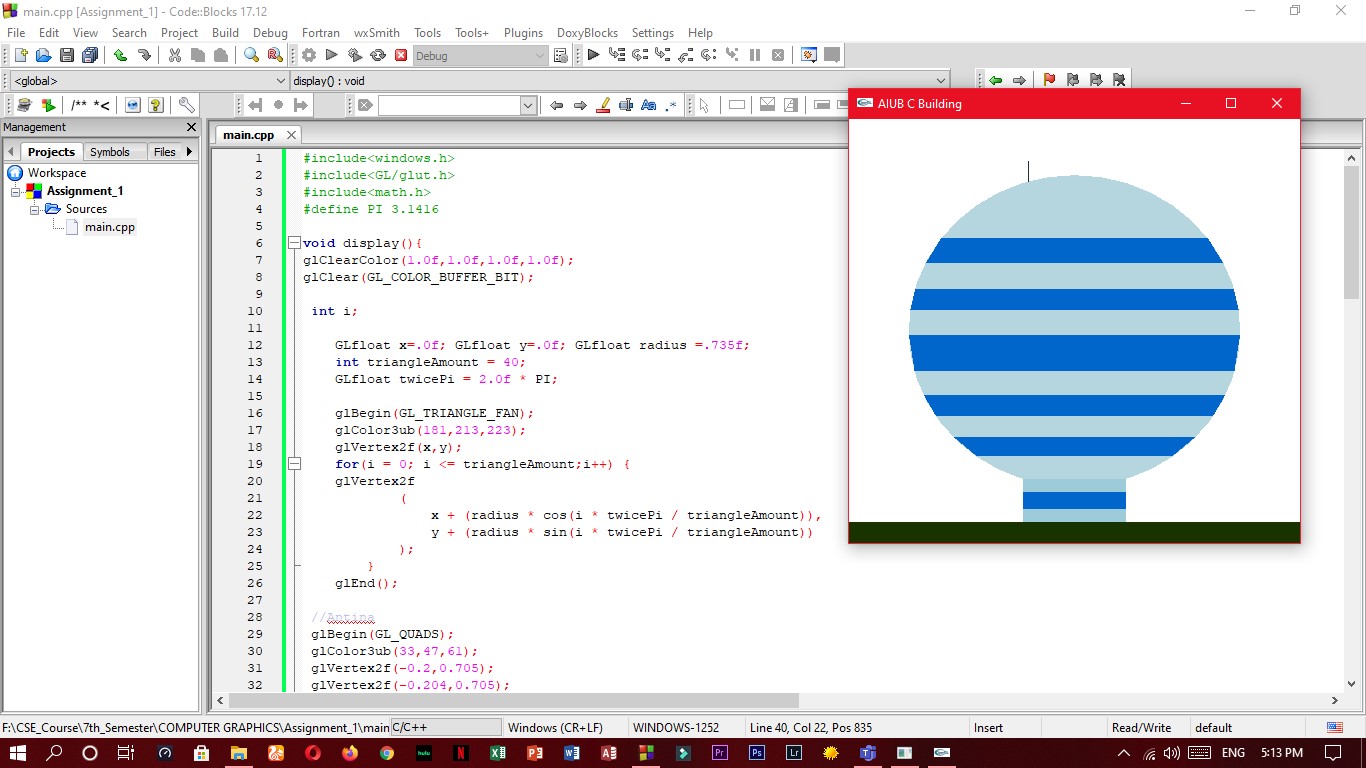 main.cpp [Assignment_1] - Code::Blocks 17.12
File Edit View Search Project Build Debug Fortran wxSmith Tools Tools+ Plugins DoxyBlocks Settings Help
Debug
<global> display() : void
/** *<
Management
Projects Symbols Files
Workspace
Assignment_1
Sources
main.cpp
main.cpp
1 #include<windows.h>
2 #include<GL/glut.h>
3 #include<math.h>
4 #define PI 3.1416
5
6 void display(){
7 glClearColor(1.0f,1.0f,1.0f,1.0f);
8 glClear(GL_COLOR_BUFFER_BIT);
9
10 int i;
11
12 GLfloat x=.0f; GLfloat y=.0f; GLfloat radius =.735f;
13 int triangleAmount = 40;
14 GLfloat twicePi = 2.0f * PI;
15
16 glBegin(GL_TRIANGLE_FAN);
17 glColor3ub(181,213,223);
18 glVertex2f(x,y);
19 for(i = 0; i <= triangleAmount;i++) {
20 glVertex2f
21 (
22 x + (radius * cos(i * twicePi / triangleAmount)),
23 y + (radius * sin(i * twicePi / triangleAmount))
24 );
25 }
26 glEnd();
27
28 //Antina
29 glBegin(GL_QUADS);
30 glColor3ub(33,47,61);
31 glVertex2f(-0.2,0.705);
32 glVertex2f(-0.204,0.705);
AIUB C Building
F:\CSE_Course\7th_Semester\COMPUTER GRAPHICS\Assignment_1\main C/C++ Windows (CR+LF) WINDOWS-1252 Line 40, Col 22, Pos 835 Insert Read/Write default
hulu N Pr Ps Lr ENG 5:13 PM